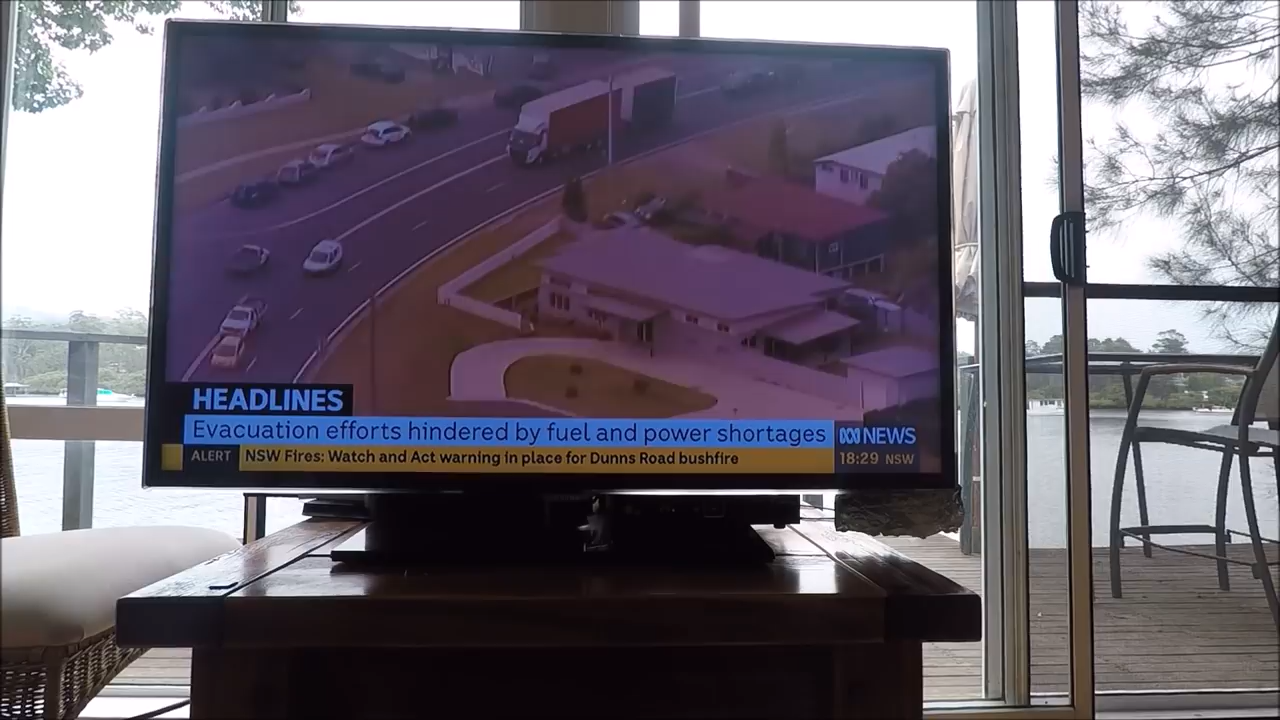 HEADLINES
Evacuation efforts hindered by fuel and power shortages
ABC NEWS
ALERT NSW Fires: Watch and Act warning in place for Dunns Road bushfire
18:29 NSW